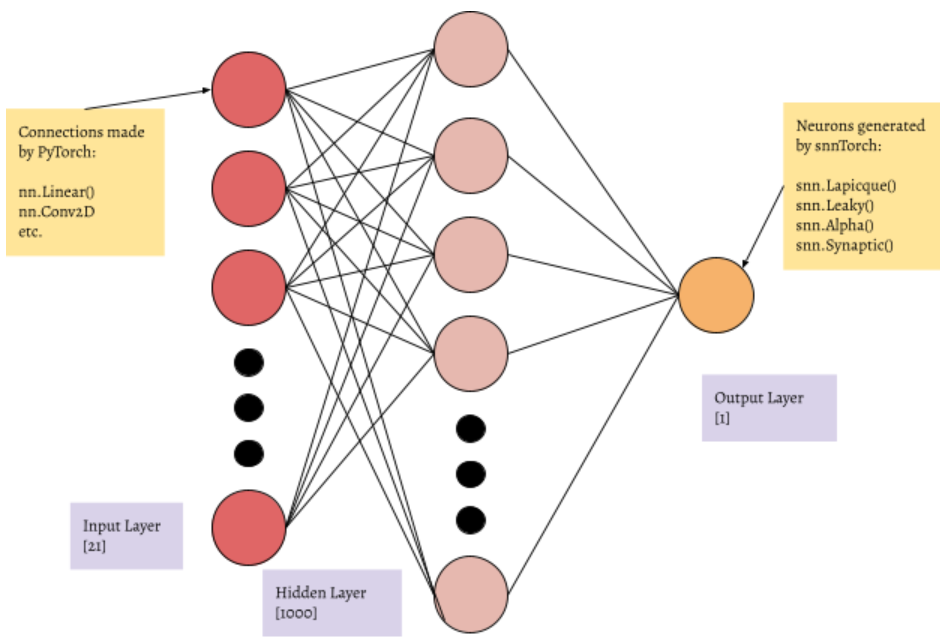 Connections made
by PyTorch:
nn.Linear()
nn.Conv2D
etc.
Neurons generated
by snnTorch:
snn.Lapicque()
snn.Leaky()
snn.Alpha()
snn.Synaptic()
Output Layer
[1]
Input Layer
[21]
Hidden Layer
[1000]